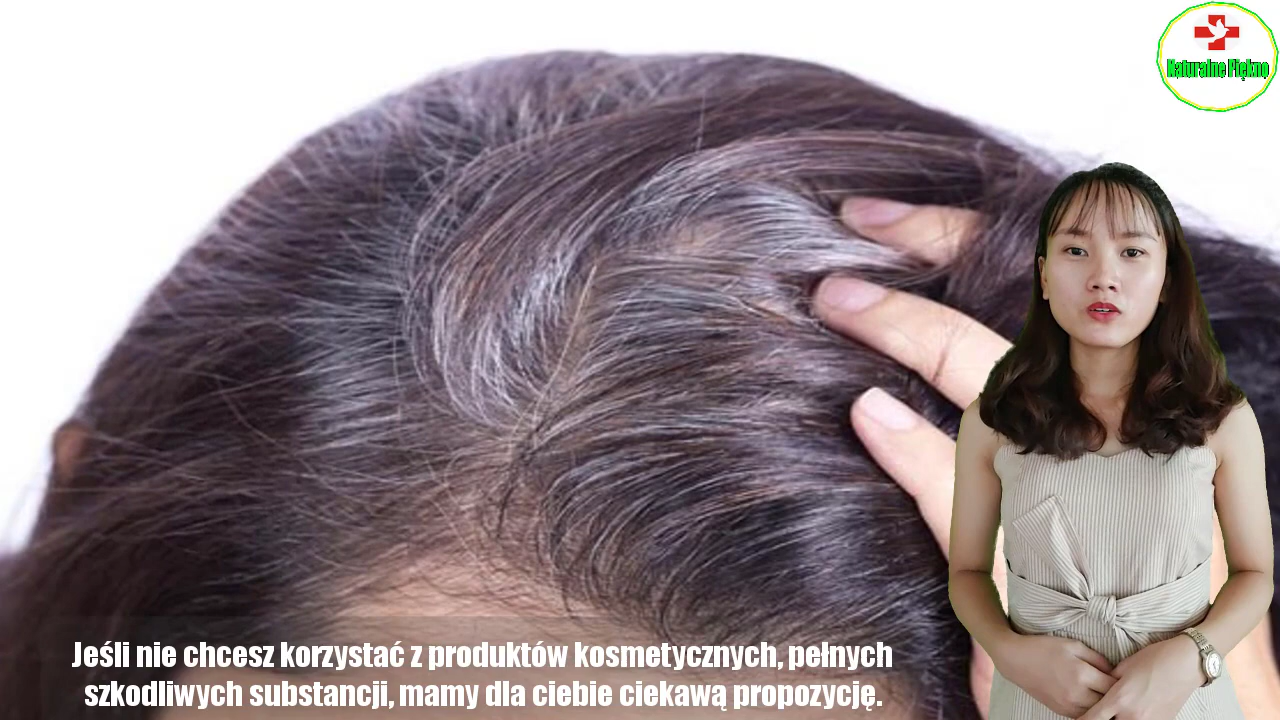 Naturalne Piękno
Jeśli nie chcesz korzystać z produktów kosmetycznych, pełnych
szkodliwych substancji, mamy dla ciebie ciekawą propozycję.